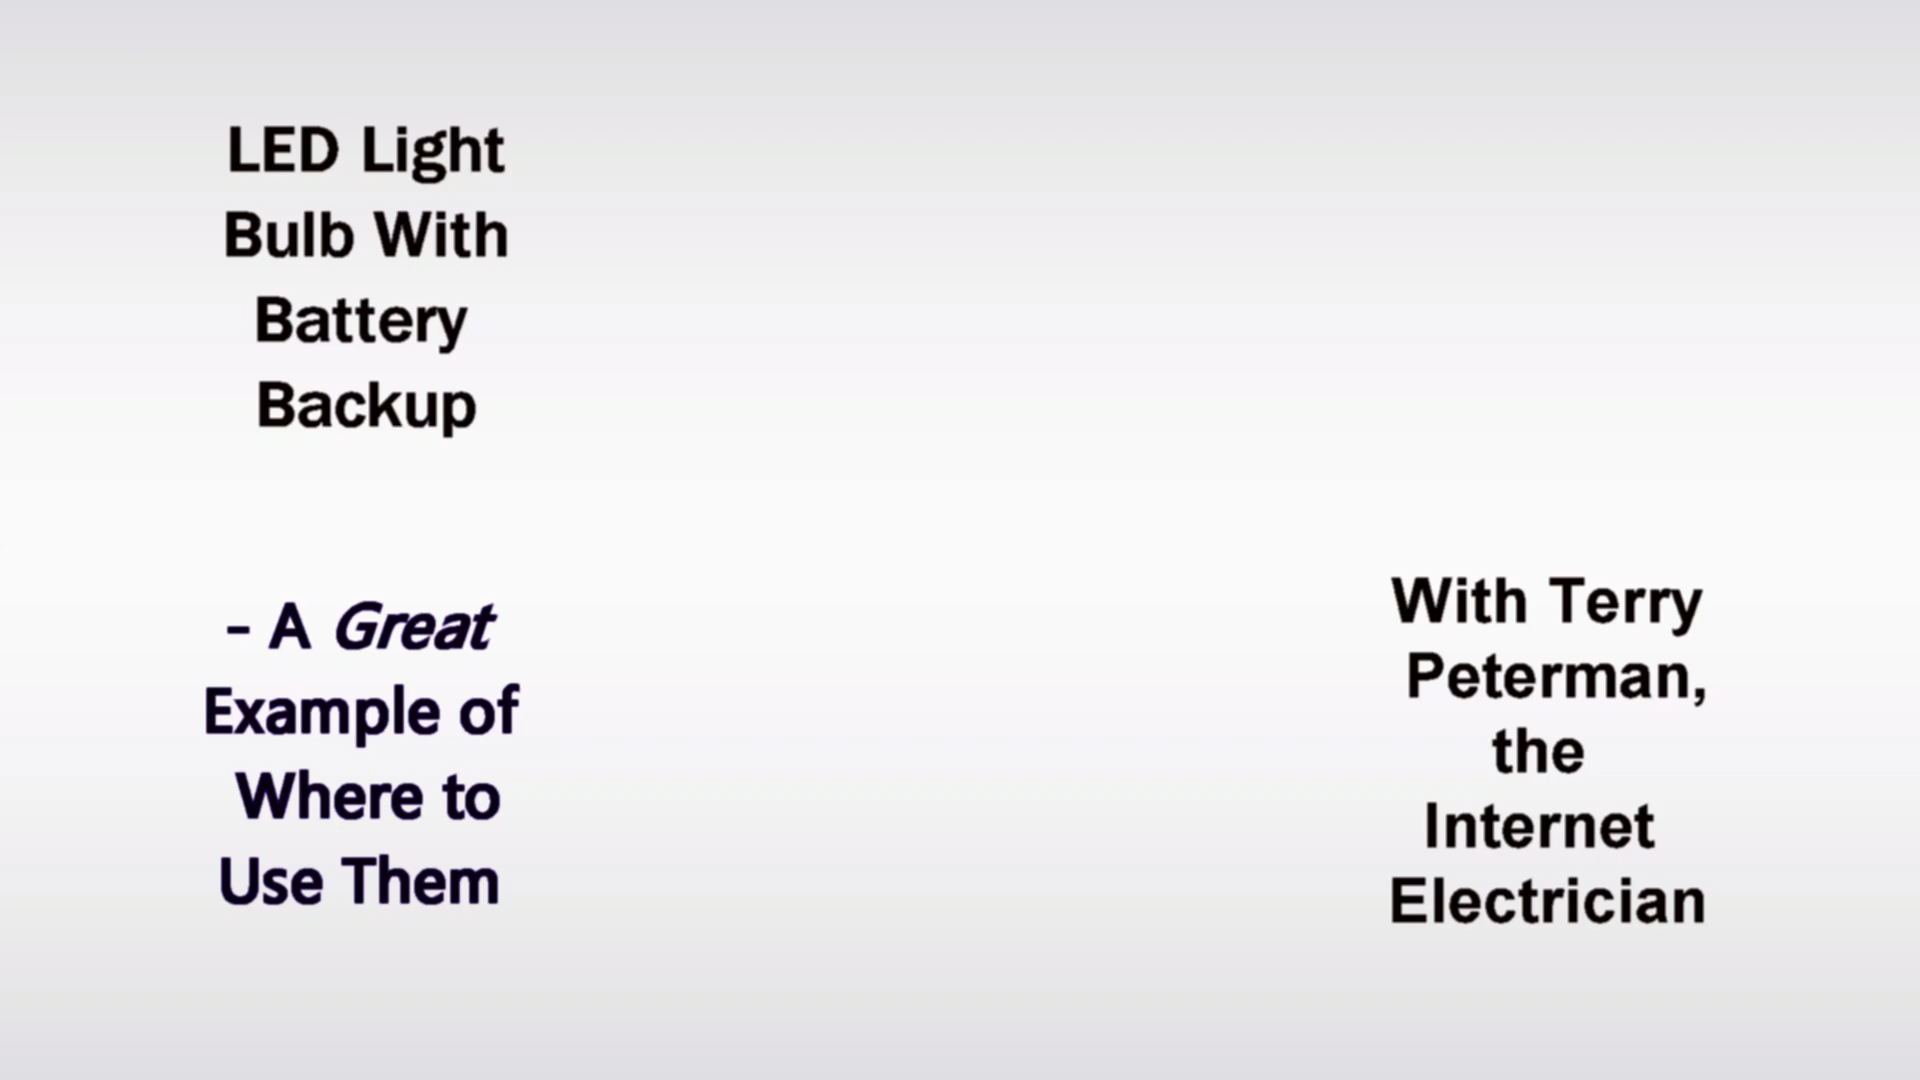 LED Light
Bulb With
Battery
Backup
- A Great
Example of
Where to
Use Them
With Terry
Peterman,
the
Internet
Electrician